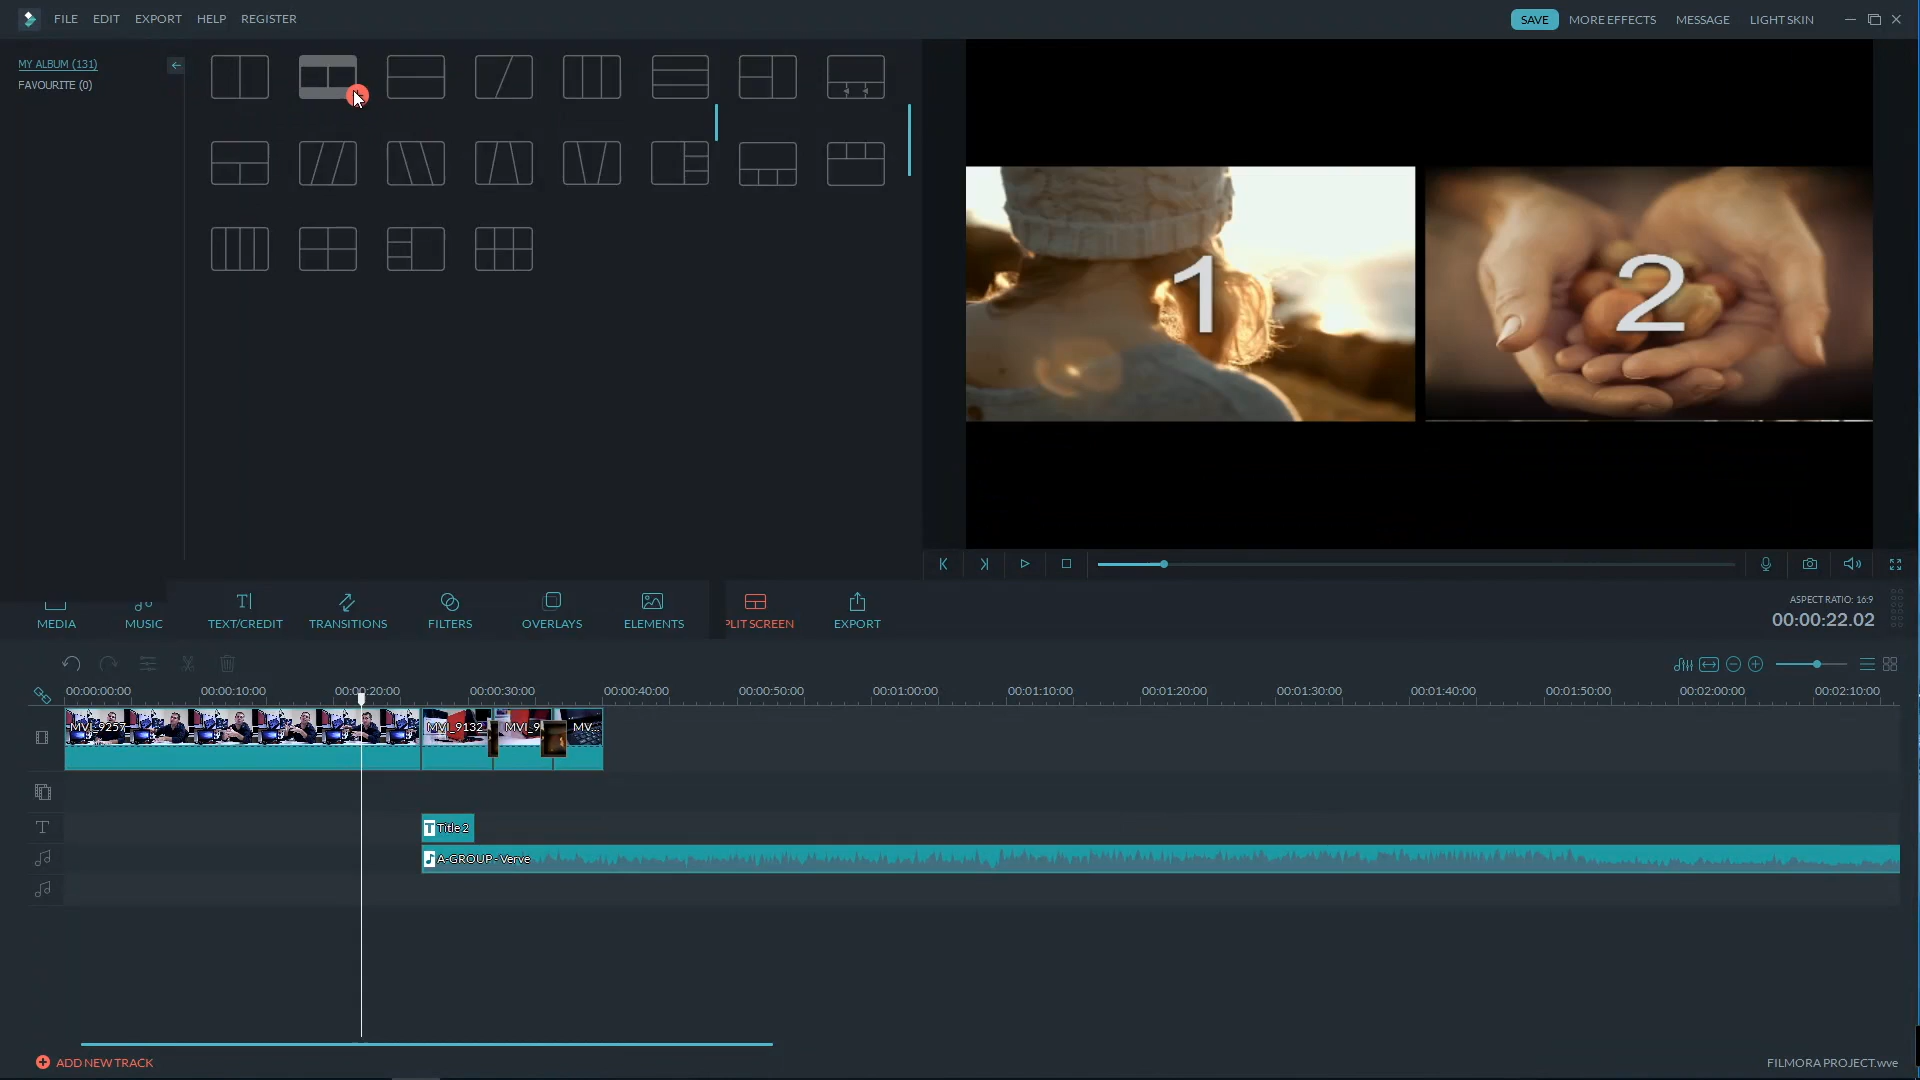 FILE EDIT EXPORT HELP REGISTER
SAVE MORE EFFECTS MESSAGE LIGHT SKIN
MY ALBUM (131)
FAVOURITE (0)
1 2
MEDIA MUSIC TEXT/CREDIT TRANSITIONS FILTERS OVERLAYS ELEMENTS PLIT SCREEN EXPORT
ASPECT RATIO: 16:9
00:00:22.02
00:00:00:00 00:00:10:00 00:00:20:00 00:00:30:00 00:00:40:00 00:00:50:00 00:01:00:00 00:01:10:00 00:01:20:00 00:01:30:00 00:01:40:00 00:01:50:00 00:02:00:00 00:02:10:00
MVI_9257 MVI_9132 MVI_9 MV...
T Title 2
A-GROUP - Verve
ADD NEW TRACK
FILMORA PROJECT.wve